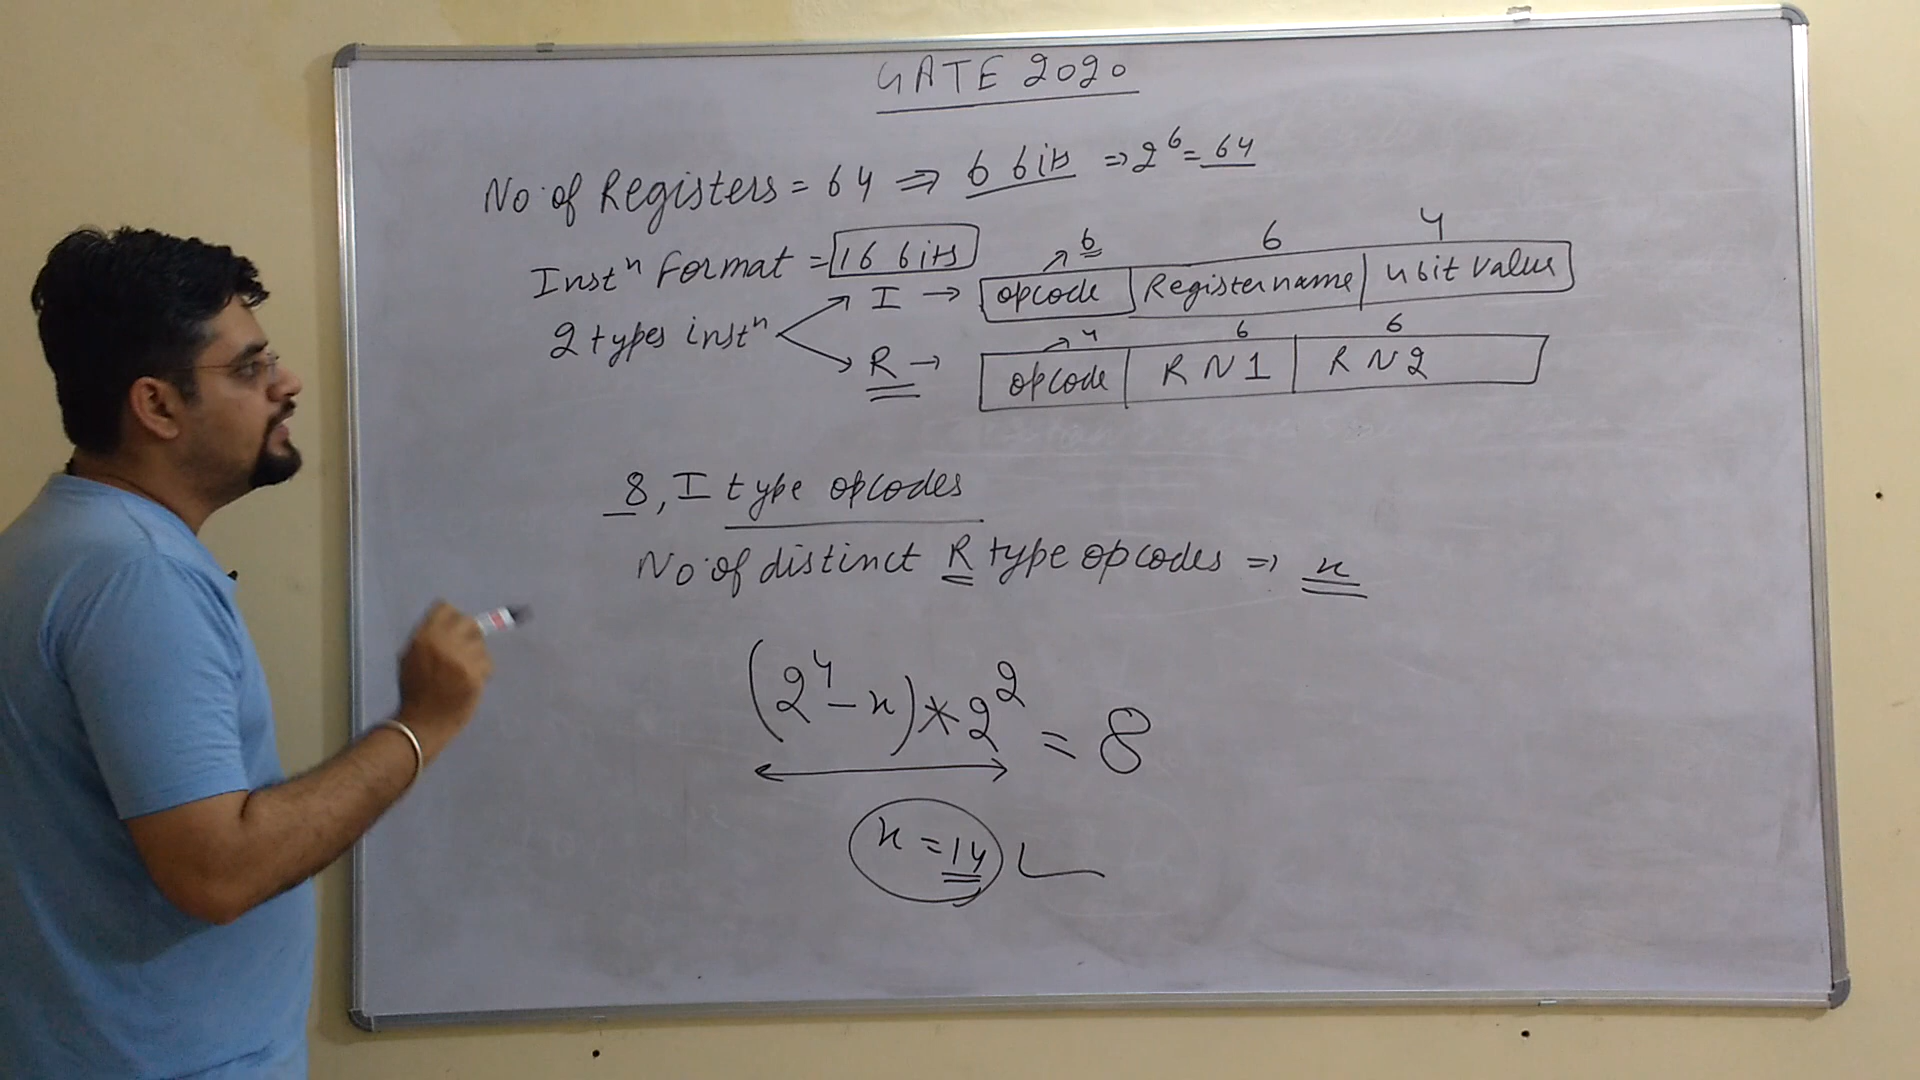 GATE 2020
No. of Registers = 64 ⇒ 6 bits ⇒ 2^6 = 64
Instⁿ Format = 16 bits
2 types instⁿ
I → opcode Register name 4 bit value
6 6 4
R → opcode R N 1 R N 2
4 6 6
8, I type opcodes
No. of distinct R type opcodes ⇒ x
(2^4 - x) * 2^2 = 8
x = 14